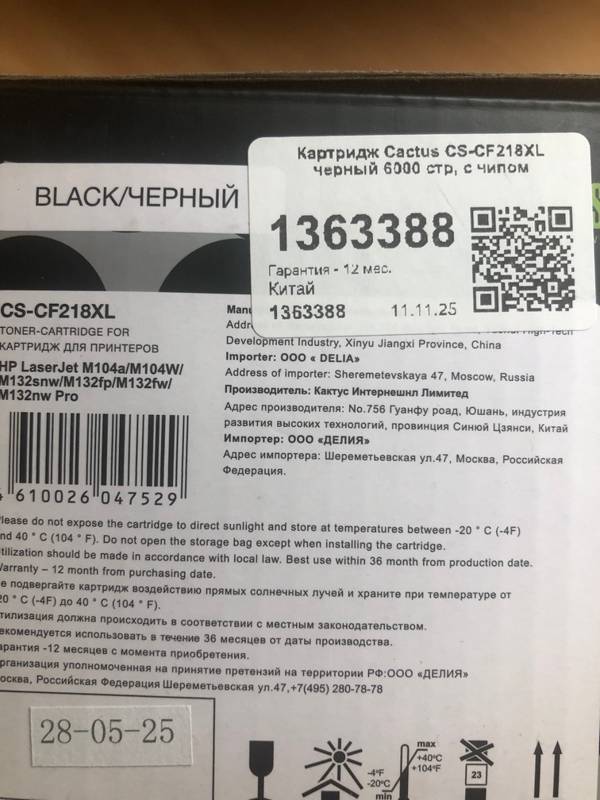 Картридж Cactus CS-CF218XL
черный 6000 стр, с чипом
1363388
Гарантия - 12 мес.
Китай
1363388 11.11.25
BLACK/ЧЕРНЫЙ
CS-CF218XL
TONER-CARTRIDGE FOR
КАРТРИДЖ ДЛЯ ПРИНТЕРОВ
HP LaserJet M104a/M104W/
M132snw/M132fp/M132fw/
M132nw Pro
4 610026 047529
Development Industry, Xinyu Jiangxi Province, China
Importer: ООО « DELIA»
Address of importer: Sheremetevskaya 47, Moscow, Russia
Производитель: Кактус Интернешнл Лимитед
Адрес производителя: No.756 Гуанфу роад, Юшань, индустрия
развития высоких технологий, провинция Синюй Цзянси, Китай
Импортер: ООО «ДЕЛИЯ»
Адрес импортера: Шереметьевская ул.47, Москва, Российская
Федерация.
lease do not expose the cartridge to direct sunlight and store at temperatures between -20 ° C (-4F)
nd 40 ° C (104 ° F). Do not open the storage bag except when installing the cartridge.
tilization should be made in accordance with local law. Best use within 36 month from production date.
arranty – 12 month from purchasing date.
е подвергайте картридж воздействию прямых солнечных лучей и храните при температуре от
20 ° C (-4F) до 40 ° C (104 ° F).
тилизация должна происходить в соответствии с местным законодательством.
екомендуется использовать в течение 36 месяцев от даты производства.
арантия -12 месяцев с момента приобретения.
рганизация уполномоченная на принятие претензий на территории РФ:ООО «ДЕЛИЯ»
осква, Российская Федерация Шереметьевская ул.47,+7(495) 280-78-78
28-05-25
-4°F
-20°C
min
max
+40°C
+104°F
23